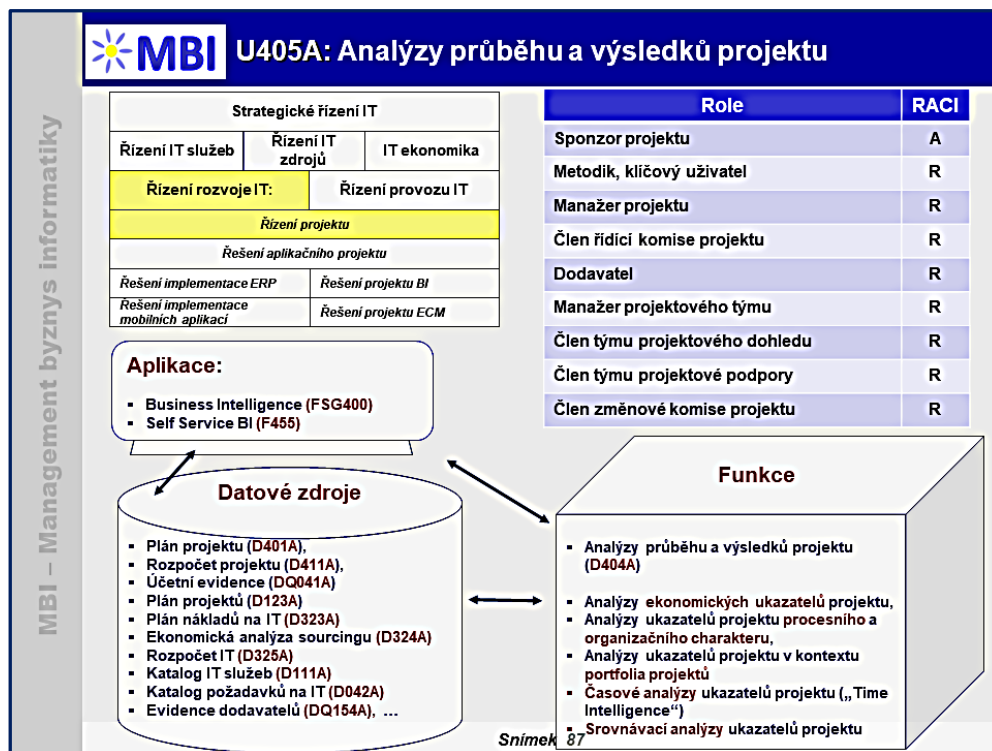 MBI U405A: Analýzy průběhu a výsledků projektu
MBI – Management byznys informatiky
Strategické řízení IT
Řízení IT služeb
Řízení IT
zdrojů
IT ekonomika
Řízení rozvoje IT:
Řízení provozu IT
Řízení projektu
Řešení aplikačního projektu
Řešení implementace ERP
Řešení projektu BI
Řešení implementace
mobilních aplikací
Řešení projektu ECM
Role RACI
Sponzor projektu A
Metodik, klíčový uživatel R
Manažer projektu R
Člen řídící komise projektu R
Dodavatel R
Manažer projektového týmu R
Člen týmu projektového dohledu R
Člen týmu projektové podpory R
Člen změnové komise projektu R
Aplikace:
▪ Business Intelligence (FSG400)
▪ Self Service BI (F455)
Datové zdroje
▪ Plán projektu (D401A),
▪ Rozpočet projektu (D411A),
▪ Účetní evidence (DQ041A)
▪ Plán projektů (D123A)
▪ Plán nákladů na IT (D323A)
▪ Ekonomická analýza sourcingu (D324A)
▪ Rozpočet IT (D325A)
▪ Katalog IT služeb (D111A)
▪ Katalog požadavků na IT (D042A)
▪ Evidence dodavatelů (DQ154A), …
Funkce
▪ Analýzy průběhu a výsledků projektu
(D404A)
▪ Analýzy ekonomických ukazatelů projektu,
▪ Analýzy ukazatelů projektu procesního a
organizačního charakteru,
▪ Analýzy ukazatelů projektu v kontextu
portfolia projektů
▪ Časové analýzy ukazatelů projektu („Time
Intelligence“)
▪ Srovnávací analýzy ukazatelů projektu
Snímek 87